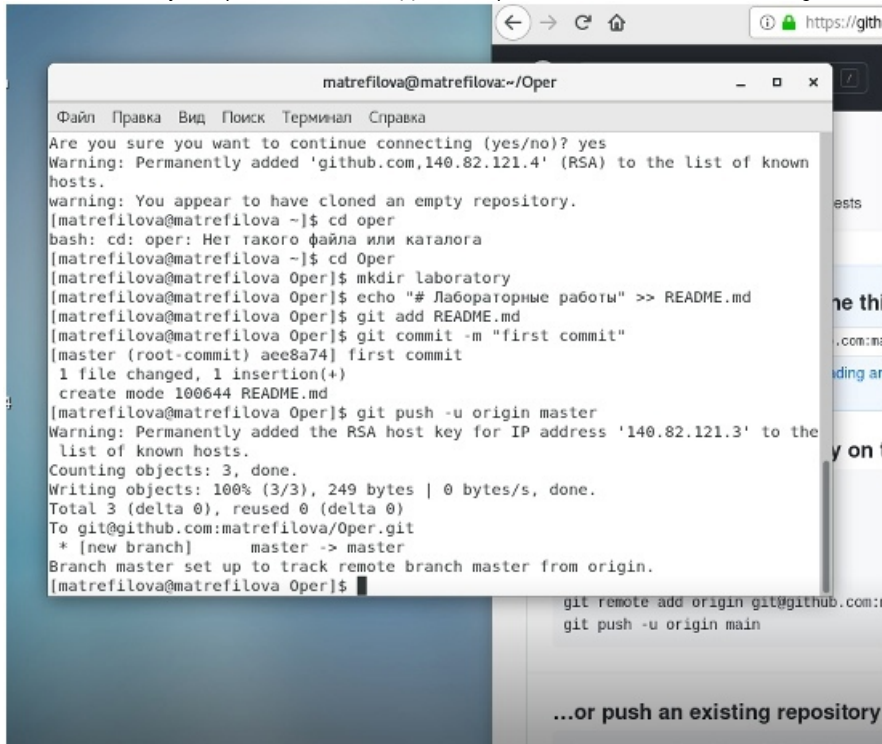 https://gith
matrefilova@matrefilova:~/Oper
Файл Правка Вид Поиск Терминал Справка
Are you sure you want to continue connecting (yes/no)? yes
Warning: Permanently added 'github.com,140.82.121.4' (RSA) to the list of known
hosts.
warning: You appear to have cloned an empty repository.
[matrefilova@matrefilova ~]$ cd oper
bash: cd: oper: Нет такого файла или каталога
[matrefilova@matrefilova ~]$ cd Oper
[matrefilova@matrefilova Oper]$ mkdir laboratory
[matrefilova@matrefilova Oper]$ echo "# Лабораторные работы" >> README.md
[matrefilova@matrefilova Oper]$ git add README.md
[matrefilova@matrefilova Oper]$ git commit -m "first commit"
[master (root-commit) aee8a74] first commit
1 file changed, 1 insertion(+)
create mode 100644 README.md
[matrefilova@matrefilova Oper]$ git push -u origin master
Warning: Permanently added the RSA host key for IP address '140.82.121.3' to the
list of known hosts.
Counting objects: 3, done.
Writing objects: 100% (3/3), 249 bytes | 0 bytes/s, done.
Total 3 (delta 0), reused 0 (delta 0)
To git@github.com:matrefilova/Oper.git
* [new branch] master -> master
Branch master set up to track remote branch master from origin.
[matrefilova@matrefilova Oper]$
ests
ne thi
.com:ma
ading ar
y on t
git remote add origin git@github.com:
git push -u origin main
...or push an existing repository